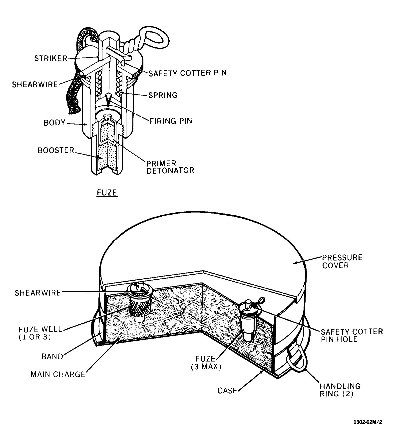 STRIKER
SAFETY COTTER PIN
SHEARWIRE
SPRING
FIRING PIN
BODY
BOOSTER
PRIMER
DETONATOR
FUZE
PRESSURE
COVER
SHEARWIRE
FUZE WELL
(1 OR 3)
SAFETY COTTER
PIN HOLE
BAND
FUZE
(3 MAX)
MAIN CHARGE
CASE
HANDLING
RING (2)